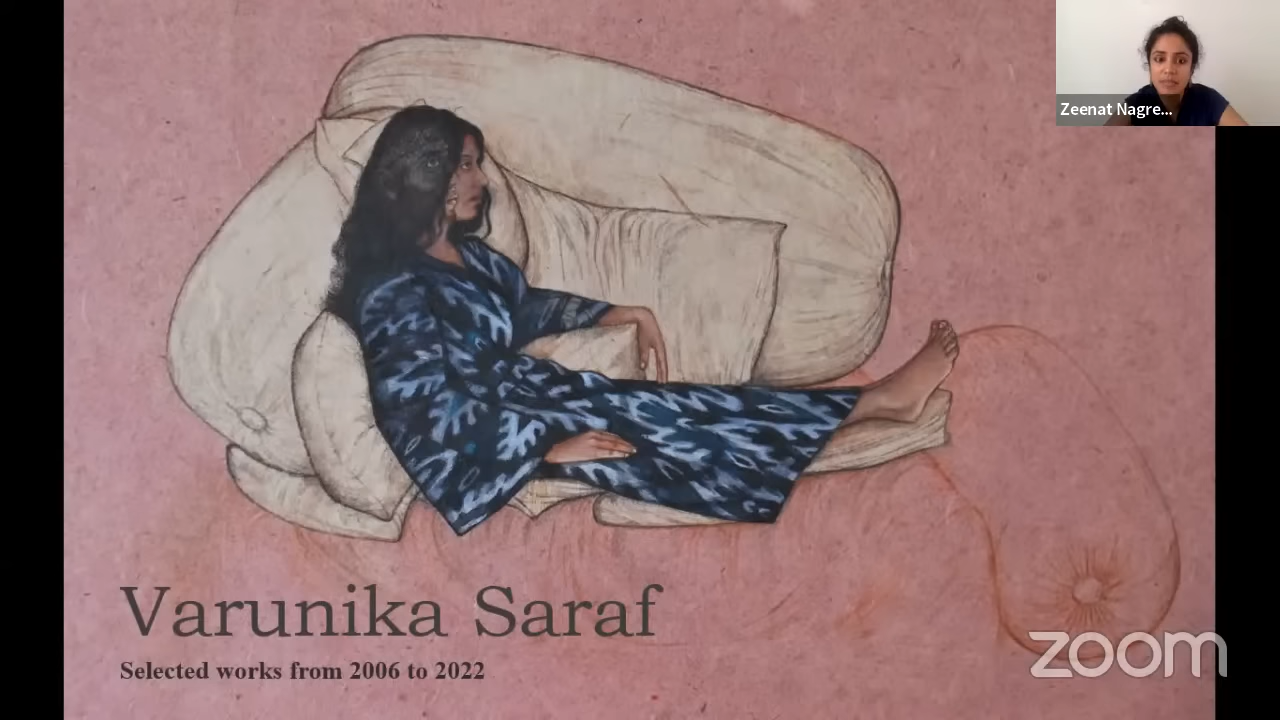 Zeenat Nagre...
Varunika Saraf
Selected works from 2006 to 2022
zoom